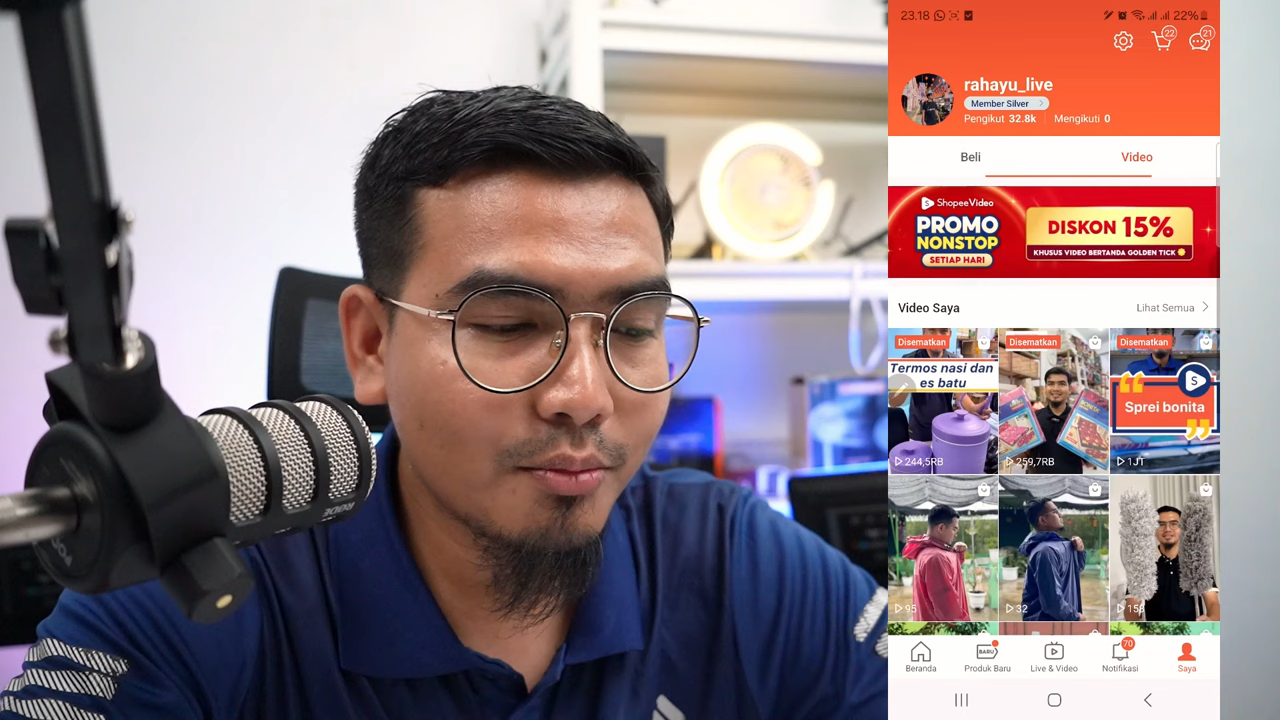 23.18
22%
22
21
rahayu_live
Member Silver
Pengikut 32.8k
Mengikuti 0
Beli
Video
ShopeeVideo
PROMO
NONSTOP
SETIAP HARI
DISKON 15%
KHUSUS VIDEO BERTANDA GOLDEN TICK
Video Saya
Lihat Semua
Disematkan
Disematkan
Disematkan
Termos nasi dan
es batu
S
Sprei bonita
244,5RB
259,7RB
1JT
95
32
158
BARU
70
Beranda
Produk Baru
Live & Video
Notifikasi
Saya
RODE